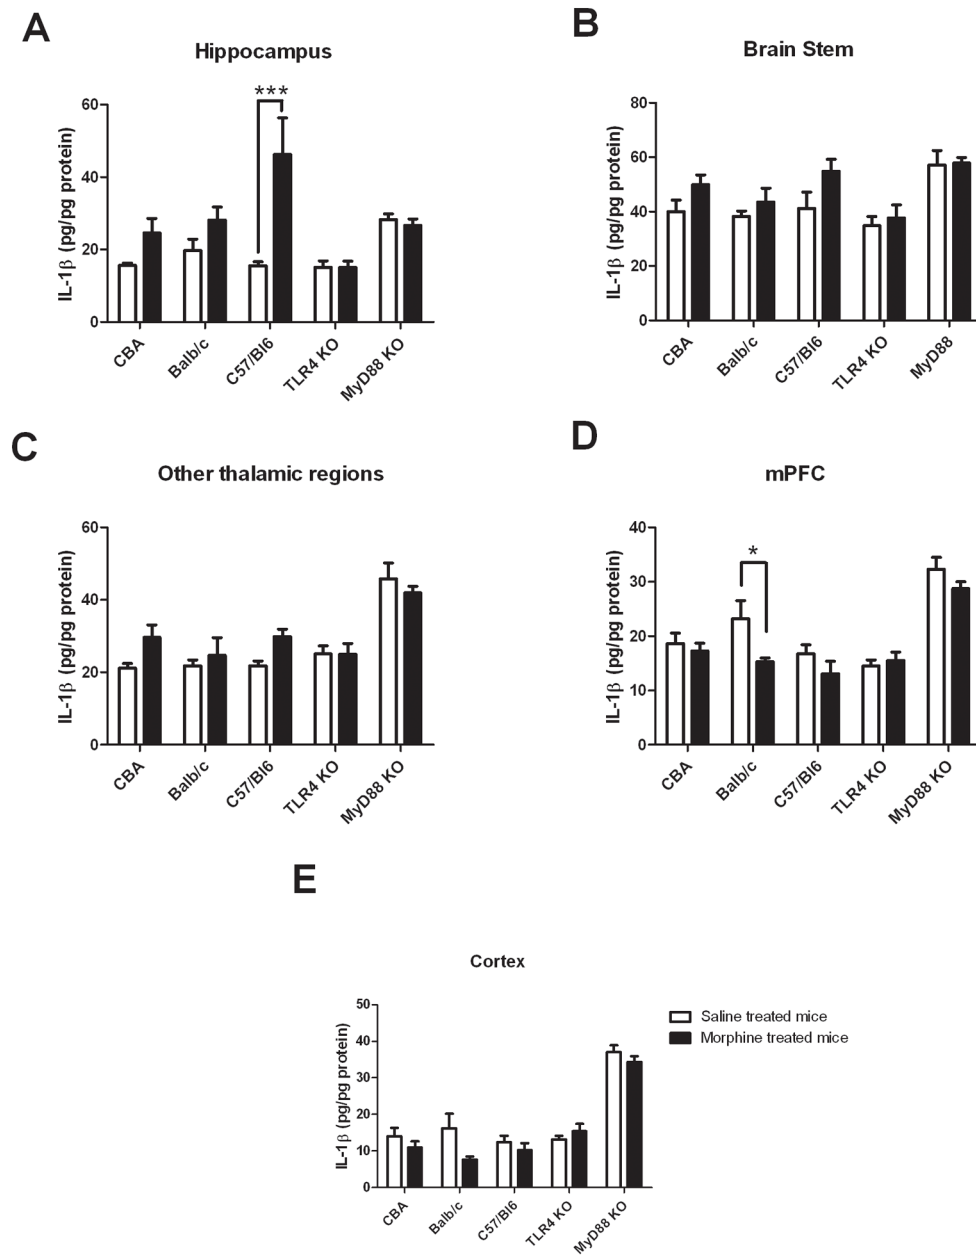 A
Hippocampus
***
IL-1β (pg/pg protein)
60
40
20
0
CBA
Balb/c
C57/Bl6
TLR4 KO
MyD88 KO
B
Brain Stem
IL-1β (pg/pg protein)
80
60
40
20
0
CBA
Balb/c
C57/Bl6
TLR4 KO
MyD88
C
Other thalamic regions
IL-1β (pg/pg protein)
60
40
20
0
CBA
Balb/c
C57/Bl6
TLR4 KO
MyD88 KO
D
mPFC
*
IL-1β (pg/pg protein)
40
30
20
10
0
CBA
Balb/c
C57/Bl6
TLR4 KO
MyD88 KO
E
Cortex
IL-1β (pg/pg protein)
50
40
30
20
10
0
CBA
Balb/c
C57/Bl6
TLR4 KO
MyD88 KO
Saline treated mice
Morphine treated mice